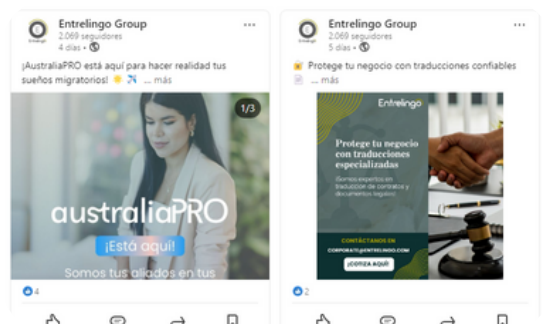 Entrelingo Group
2.069 seguidores
4 días •
¡AustraliaPRO está aquí para hacer realidad tus
sueños migratorios! ... más
1/3
australiaPRO
¡Está aquí!
Somos tus aliados en tus
4
Entrelingo Group
2.069 seguidores
5 días •
Protege tu negocio con traducciones confiables
... más
Entrelingo
Protege tu negocio
con traducciones
especializadas
¡Somos expertos en
traducción de contratos y
documentos legales!
CONTÁCTANOS EN
CORPORATE@ENTRELINGO.COM
¡COTIZA AQUÍ!
2